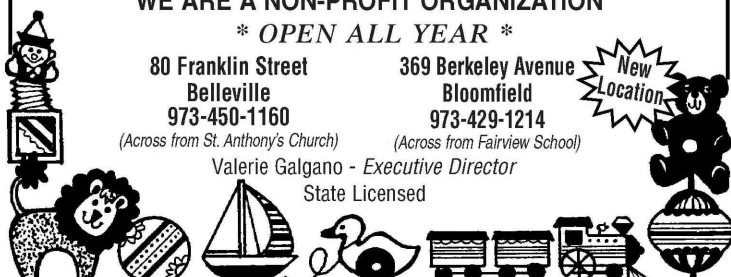 WE ARE A NON-PROFIT ORGANIZATION
* OPEN ALL YEAR *
80 Franklin Street
Belleville
973-450-1160
(Across from St. Anthony's Church)
369 Berkeley Avenue
Bloomfield
973-429-1214
(Across from Fairview School)
New
Location
Valerie Galgano - Executive Director
State Licensed